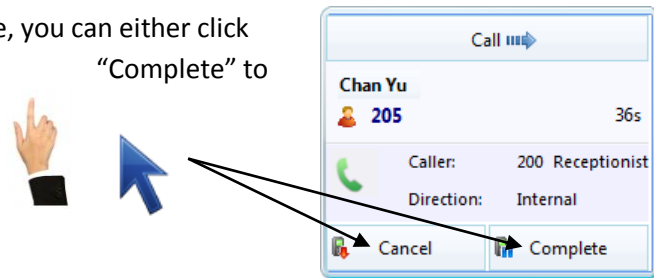 e, you can either click
“Complete” to
Call
Chan Yu
205 36s
Caller: 200 Receptionist
Direction: Internal
Cancel Complete